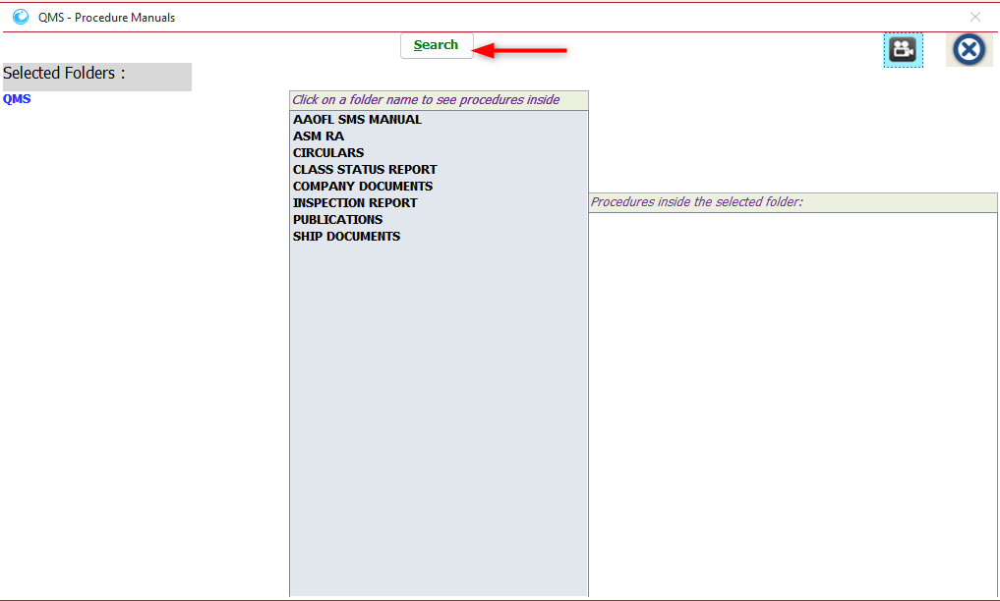 QMS - Procedure Manuals
Search
Selected Folders :
QMS
Click on a folder name to see procedures inside
AAOFL SMS MANUAL
ASM RA
CIRCULARS
CLASS STATUS REPORT
COMPANY DOCUMENTS
INSPECTION REPORT
PUBLICATIONS
SHIP DOCUMENTS
Procedures inside the selected folder: